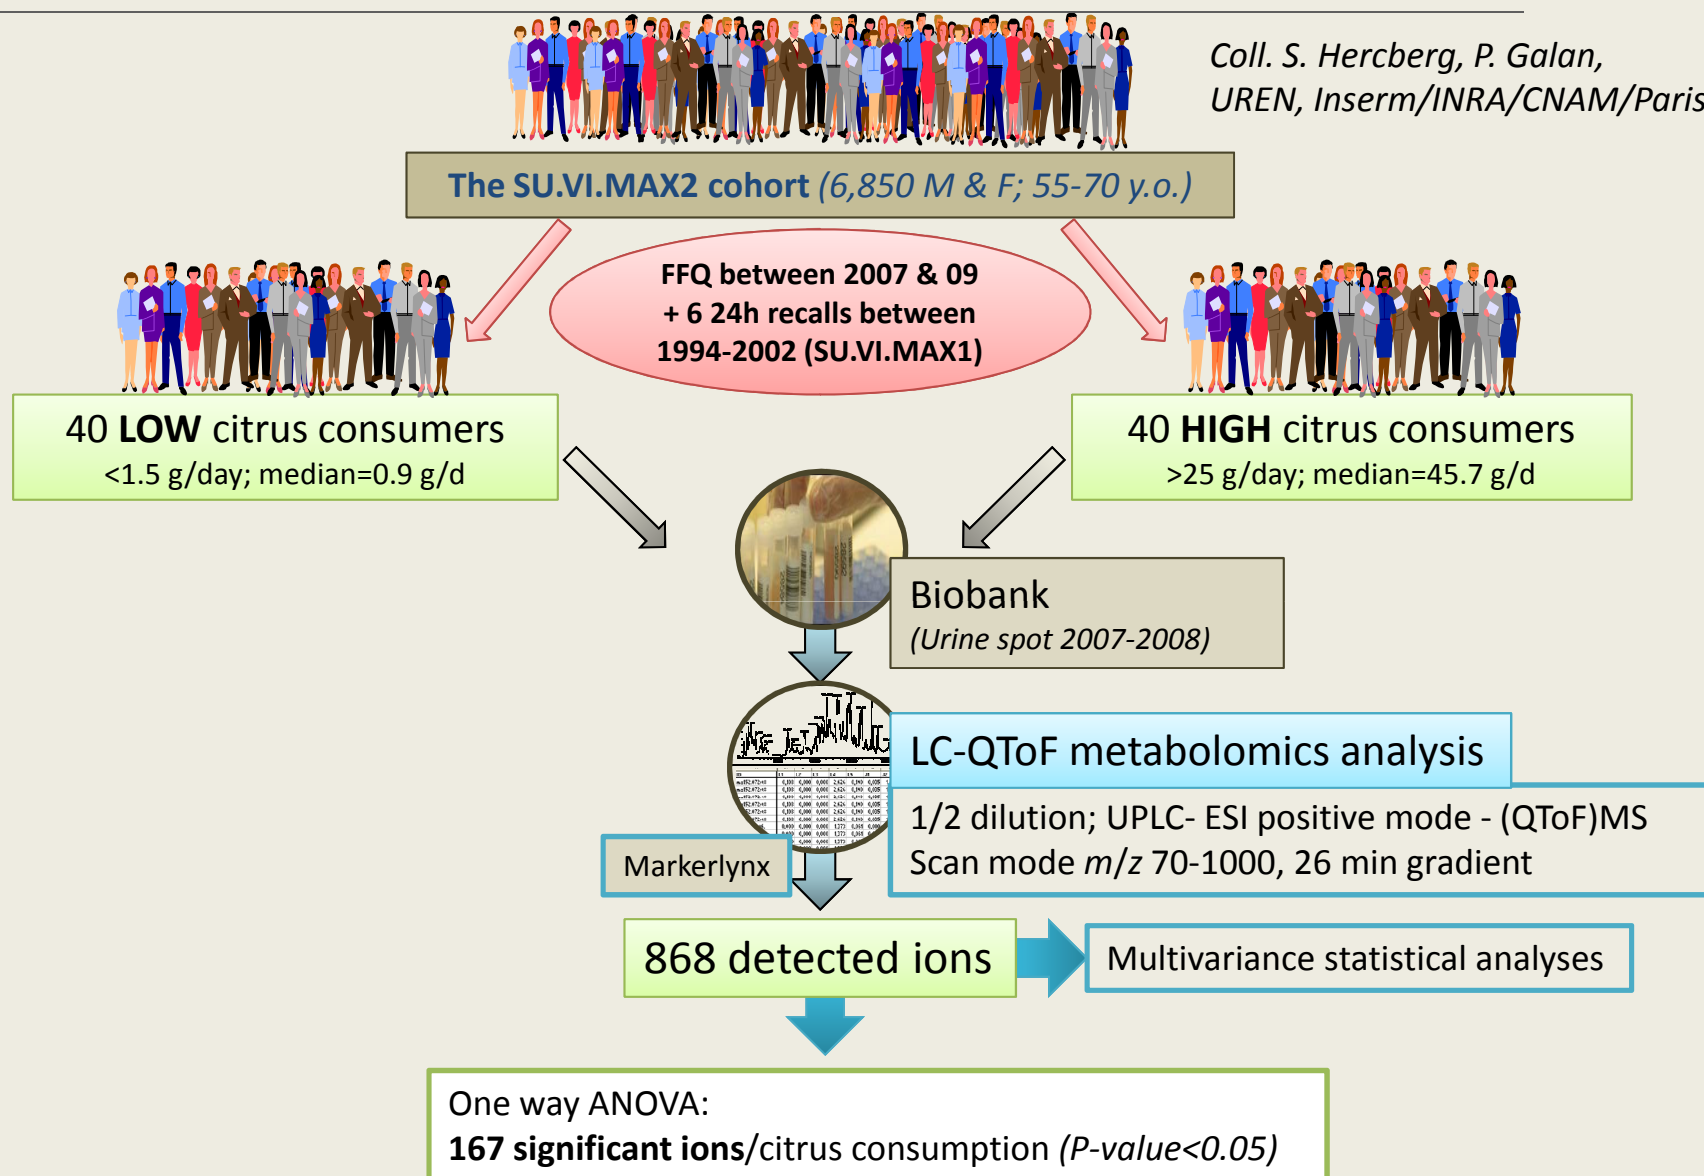 Coll. S. Hercberg, P. Galan,
UREN, Inserm/INRA/CNAM/Paris
The SU.VI.MAX2 cohort (6,850 M & F; 55-70 y.o.)
FFQ between 2007 & 09
+ 6 24h recalls between
1994-2002 (SU.VI.MAX1)
40 LOW citrus consumers
<1.5 g/day; median=0.9 g/d
40 HIGH citrus consumers
>25 g/day; median=45.7 g/d
Biobank
(Urine spot 2007-2008)
LC-QToF metabolomics analysis
1/2 dilution; UPLC- ESI positive mode - (QToF)MS
Scan mode m/z 70-1000, 26 min gradient
Markerlynx
868 detected ions
Multivariance statistical analyses
One way ANOVA:
167 significant ions/citrus consumption (P-value<0.05)